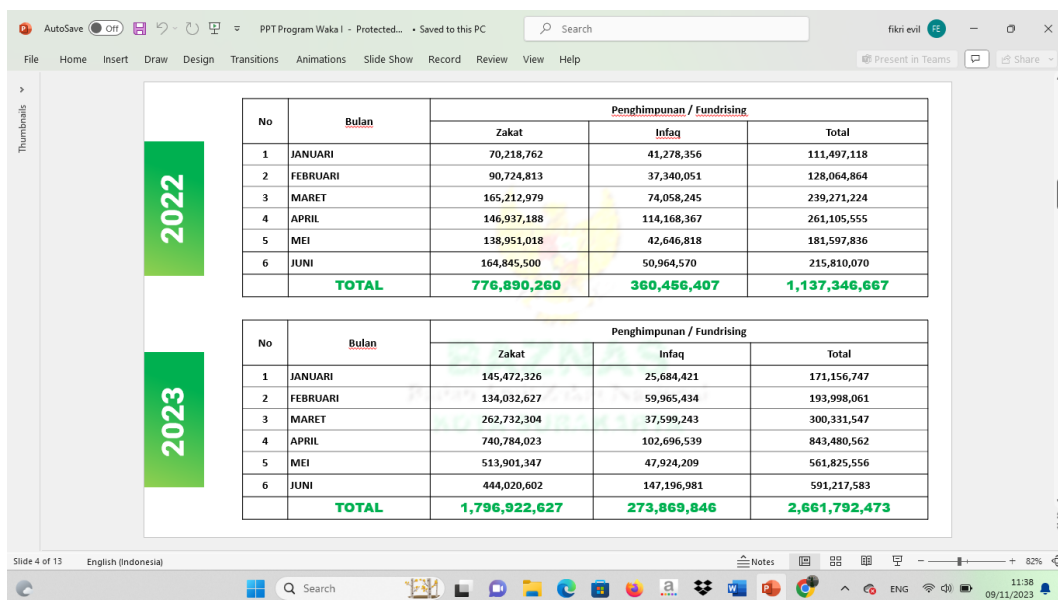 AutoSave Off PPT Program Waka I - Protected... • Saved to this PC Search fikri evil FE
File Home Insert Draw Design Transitions Animations Slide Show Record Review View Help Present in Teams Share
Thumbnails
2022
No Bulan Penghimpunan / Fundrising
Zakat Infaq Total
1 JANUARI 70,218,762 41,278,356 111,497,118
2 FEBRUARI 90,724,813 37,340,051 128,064,864
3 MARET 165,212,979 74,058,245 239,271,224
4 APRIL 146,937,188 114,168,367 261,105,555
5 MEI 138,951,018 42,646,818 181,597,836
6 JUNI 164,845,500 50,964,570 215,810,070
TOTAL 776,890,260 360,456,407 1,137,346,667
2023
No Bulan Penghimpunan / Fundrising
Zakat Infaq Total
1 JANUARI 145,472,326 25,684,421 171,156,747
2 FEBRUARI 134,032,627 59,965,434 193,998,061
3 MARET 262,732,304 37,599,243 300,331,547
4 APRIL 740,784,023 102,696,539 843,480,562
5 MEI 513,901,347 47,924,209 561,825,556
6 JUNI 444,020,602 147,196,981 591,217,583
TOTAL 1,796,922,627 273,869,846 2,661,792,473
BAZNAS
Slide 4 of 13 English (Indonesia) Notes 82%
Search ENG 11:38
09/11/2023